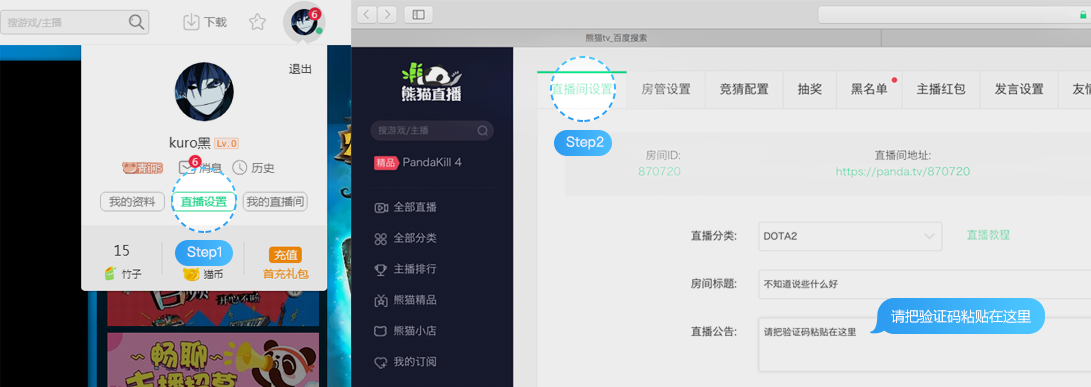 搜游戏/主播
下载
6
退出
kuro黑 Lv.0
青铜5
6
消息
历史
我的资料
直播设置
我的直播间
Step1
15
竹子
猫币
充值
首充礼包
畅聊
主播招募
熊猫tv_百度搜索
熊猫直播
搜游戏/主播
精品 PandaKill 4
全部直播
全部分类
主播排行
熊猫精品
熊猫小店
我的订阅
直播间设置
房管设置
竞猜配置
抽奖
黑名单
主播红包
发言设置
友情
Step2
房间ID:
870720
直播间地址:
https://panda.tv/870720
直播分类:
DOTA2
直播教程
房间标题:
不知道说些什么好
直播公告:
请把验证码粘贴在这里
请把验证码粘贴在这里